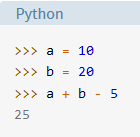 Python
>>> a = 10
>>> b = 20
>>> a + b - 5
25